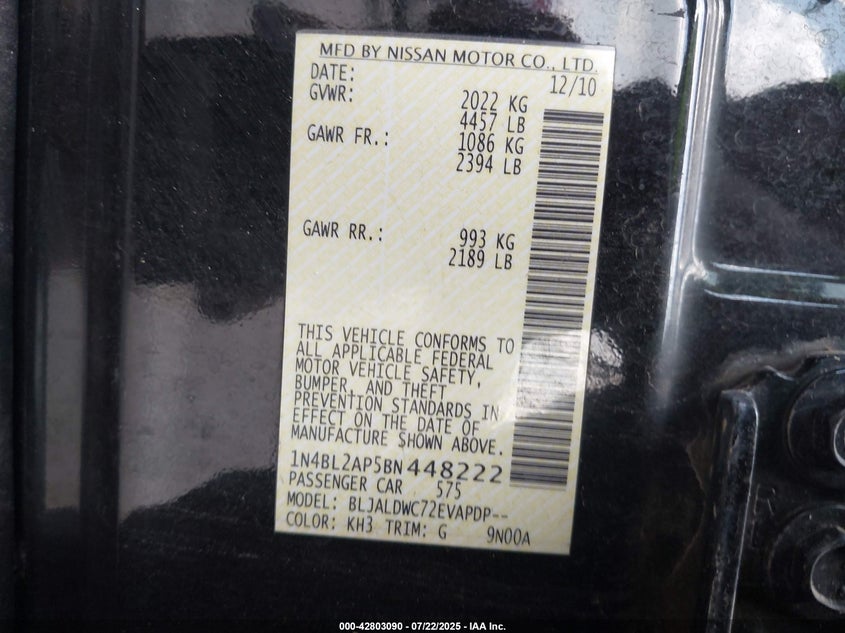 MFD BY NISSAN MOTOR CO., LTD.
DATE: 12/10
GVWR: 2022 KG
4457 LB
GAWR FR.: 1086 KG
2394 LB
GAWR RR.: 993 KG
2189 LB
THIS VEHICLE CONFORMS TO
ALL APPLICABLE FEDERAL
MOTOR VEHICLE SAFETY,
BUMPER, AND THEFT
PREVENTION STANDARDS IN
EFFECT ON THE DATE OF
MANUFACTURE SHOWN ABOVE.
1N4BL2AP5BN448222
PASSENGER CAR 575
MODEL: BLJALDWC72EVAPDP--
COLOR: KH3 TRIM: G 9N00A
000-42803090 - 07/22/2025 - IAA Inc.